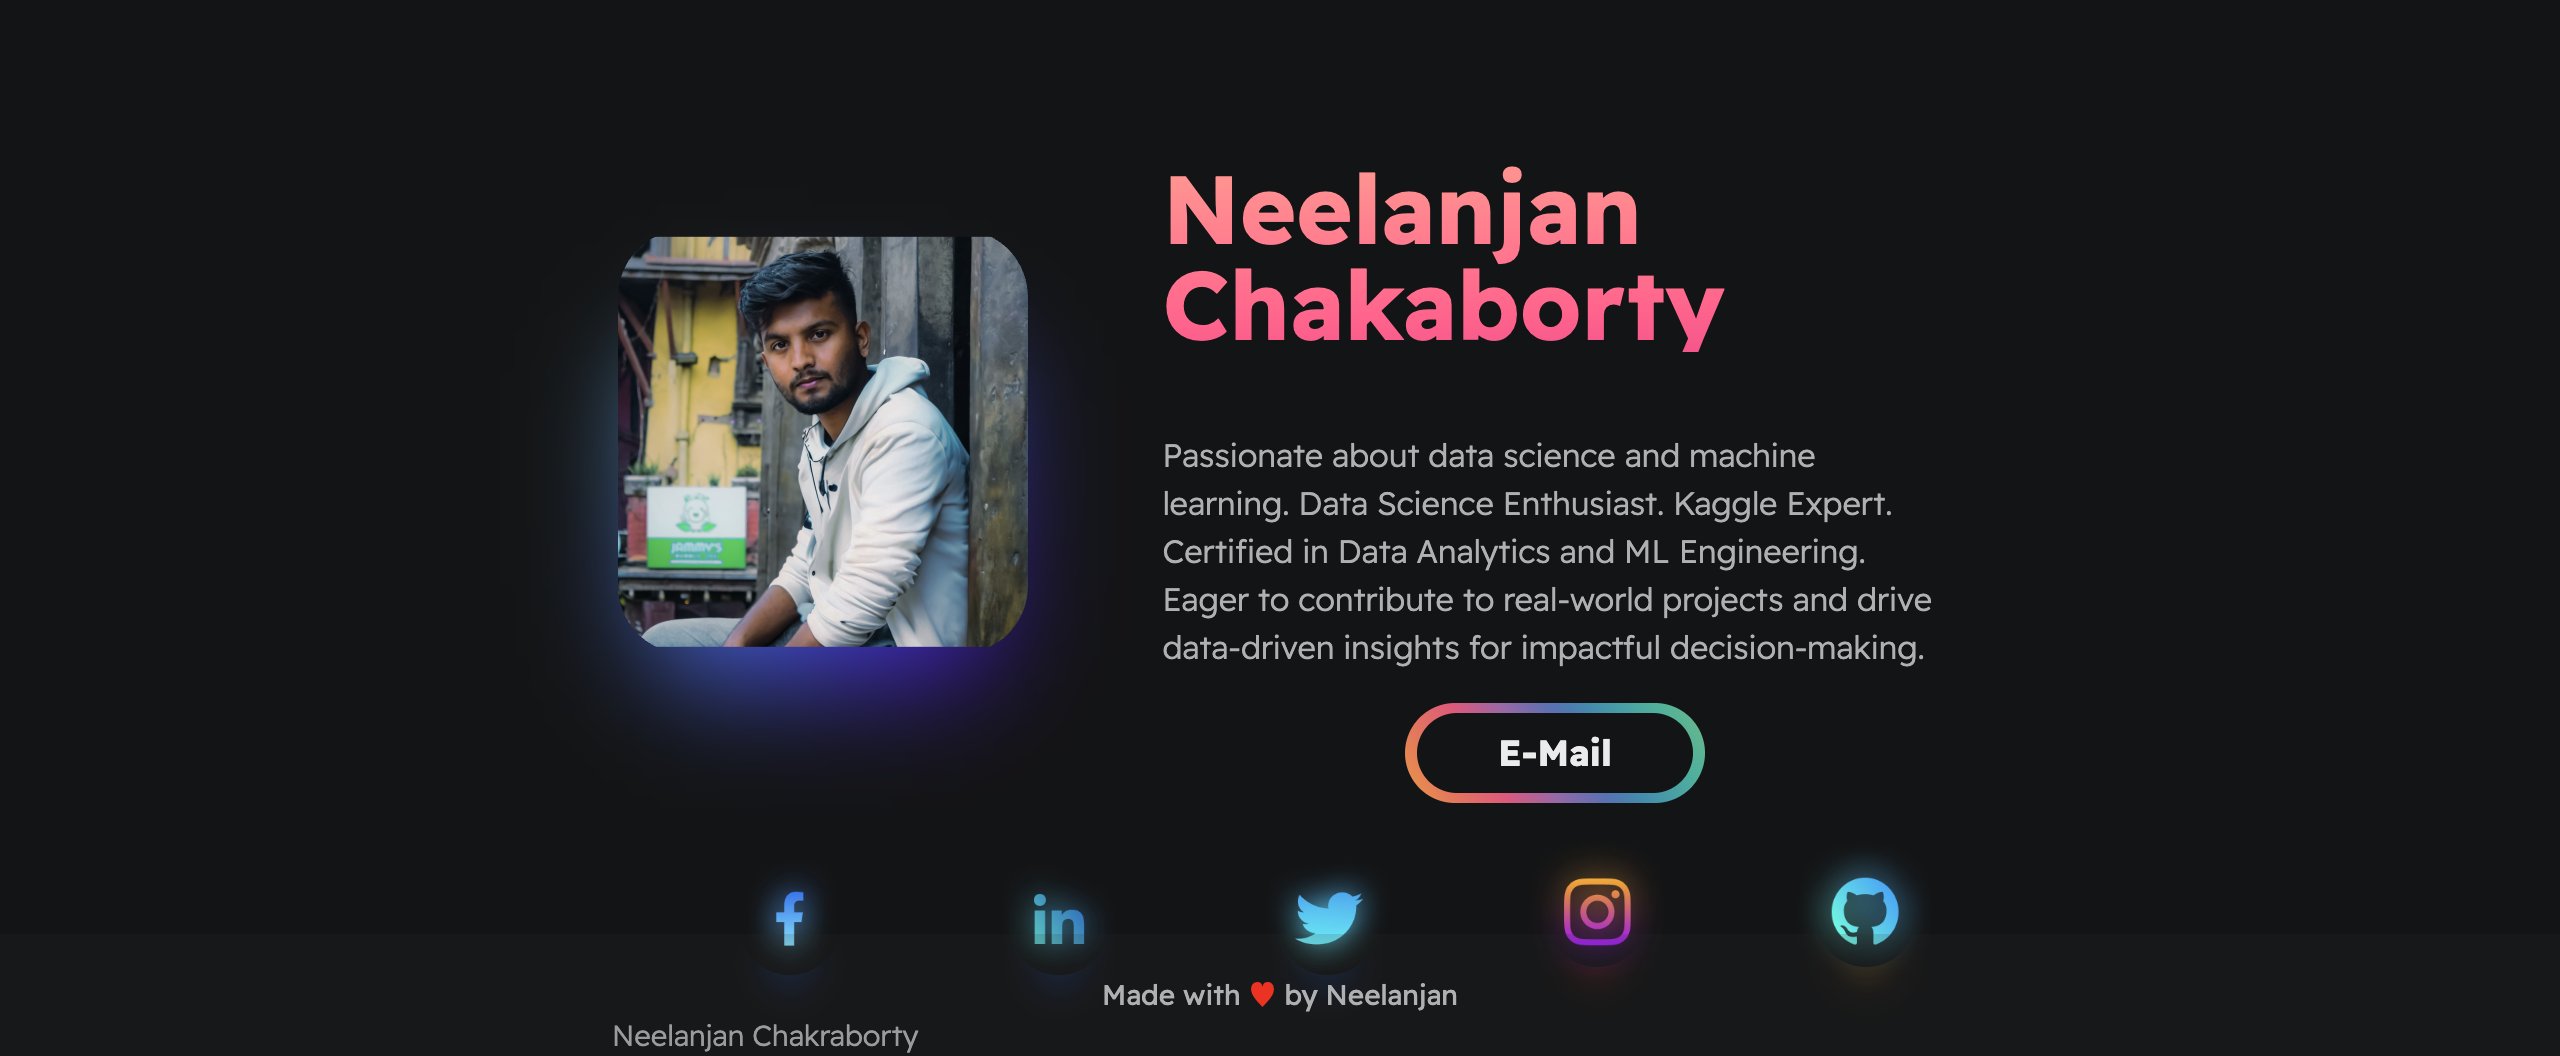 Neelanjan
Chakaborty
Passionate about data science and machine
learning. Data Science Enthusiast. Kaggle Expert.
Certified in Data Analytics and ML Engineering.
Eager to contribute to real-world projects and drive
data-driven insights for impactful decision-making.
JAMMY'S
E-Mail
Made with ♥ by Neelanjan
Neelanjan Chakraborty